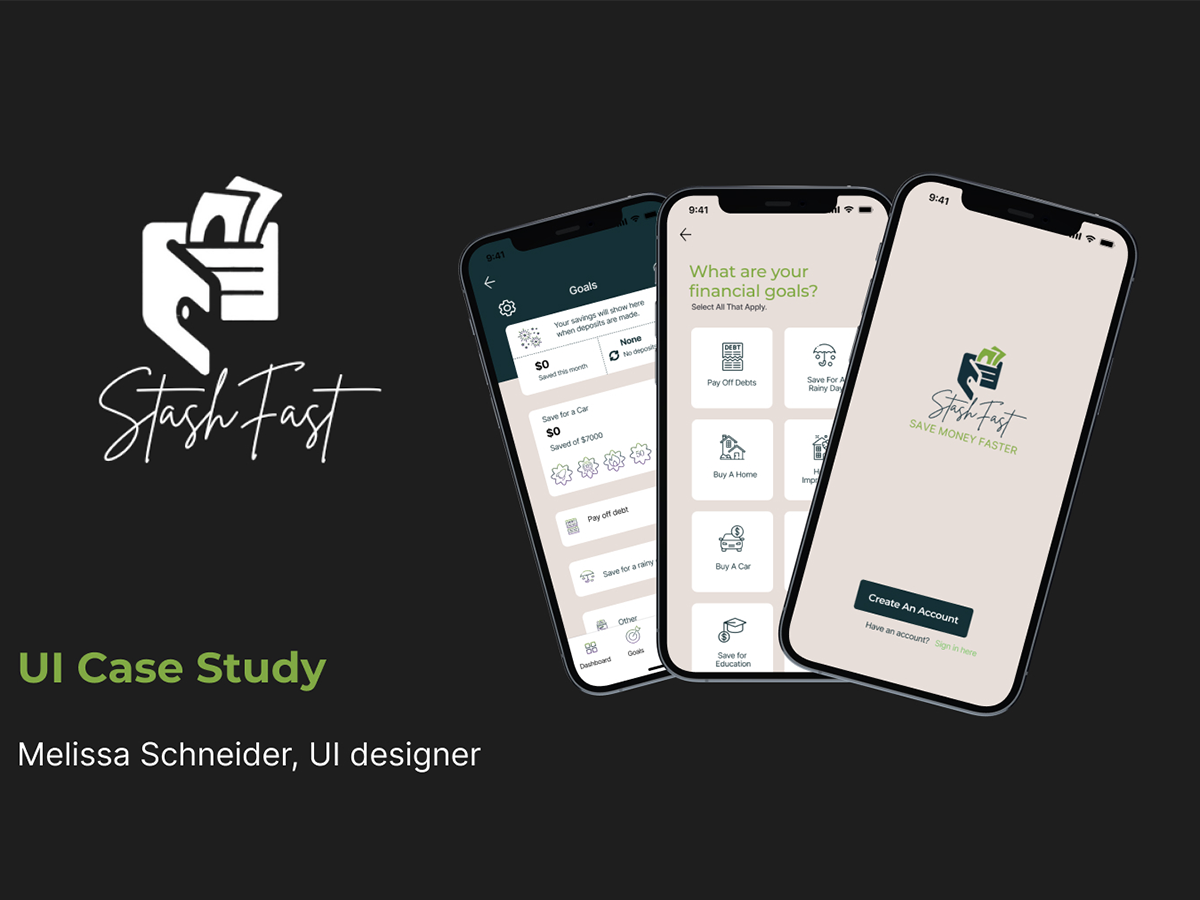 StashFast
UI Case Study
Melissa Schneider, UI designer
9:41
Goals
Your savings will show here
when deposits are made.
$0
Saved this month
None
No deposits
Save for a Car
$0
Saved of $7000
50
Pay off debt
Save for a rainy
Other
Dashboard
Goals
9:41
What are your
financial goals?
Select All That Apply.
DEBT
Pay Off Debts
Save For A
Rainy Day
Buy A Home
Buy A Car
Save for
Education
9:41
StashFast
SAVE MONEY FASTER
Create An Account
Have an account? Sign in here